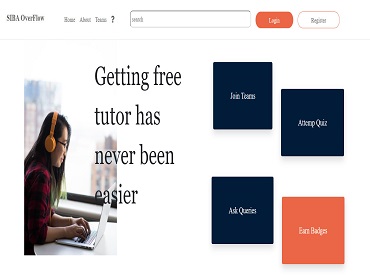 SIBA OverFlow
Home About Teams ?
search
Login
Register
Getting free
tutor has
never been
easier
Join Teams
Attemp Quiz
Ask Queries
Earn Badges